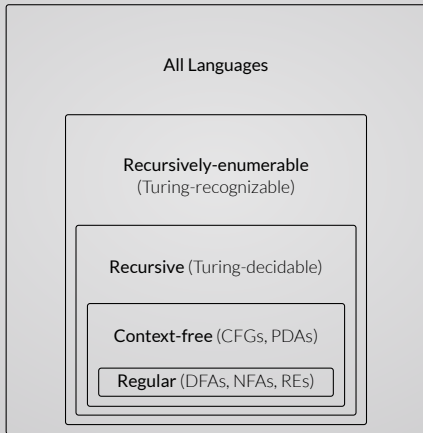 All Languages
Recursively-enumerable
(Turing-recognizable)
Recursive (Turing-decidable)
Context-free (CFGs, PDAs)
Regular (DFAs, NFAs, REs)